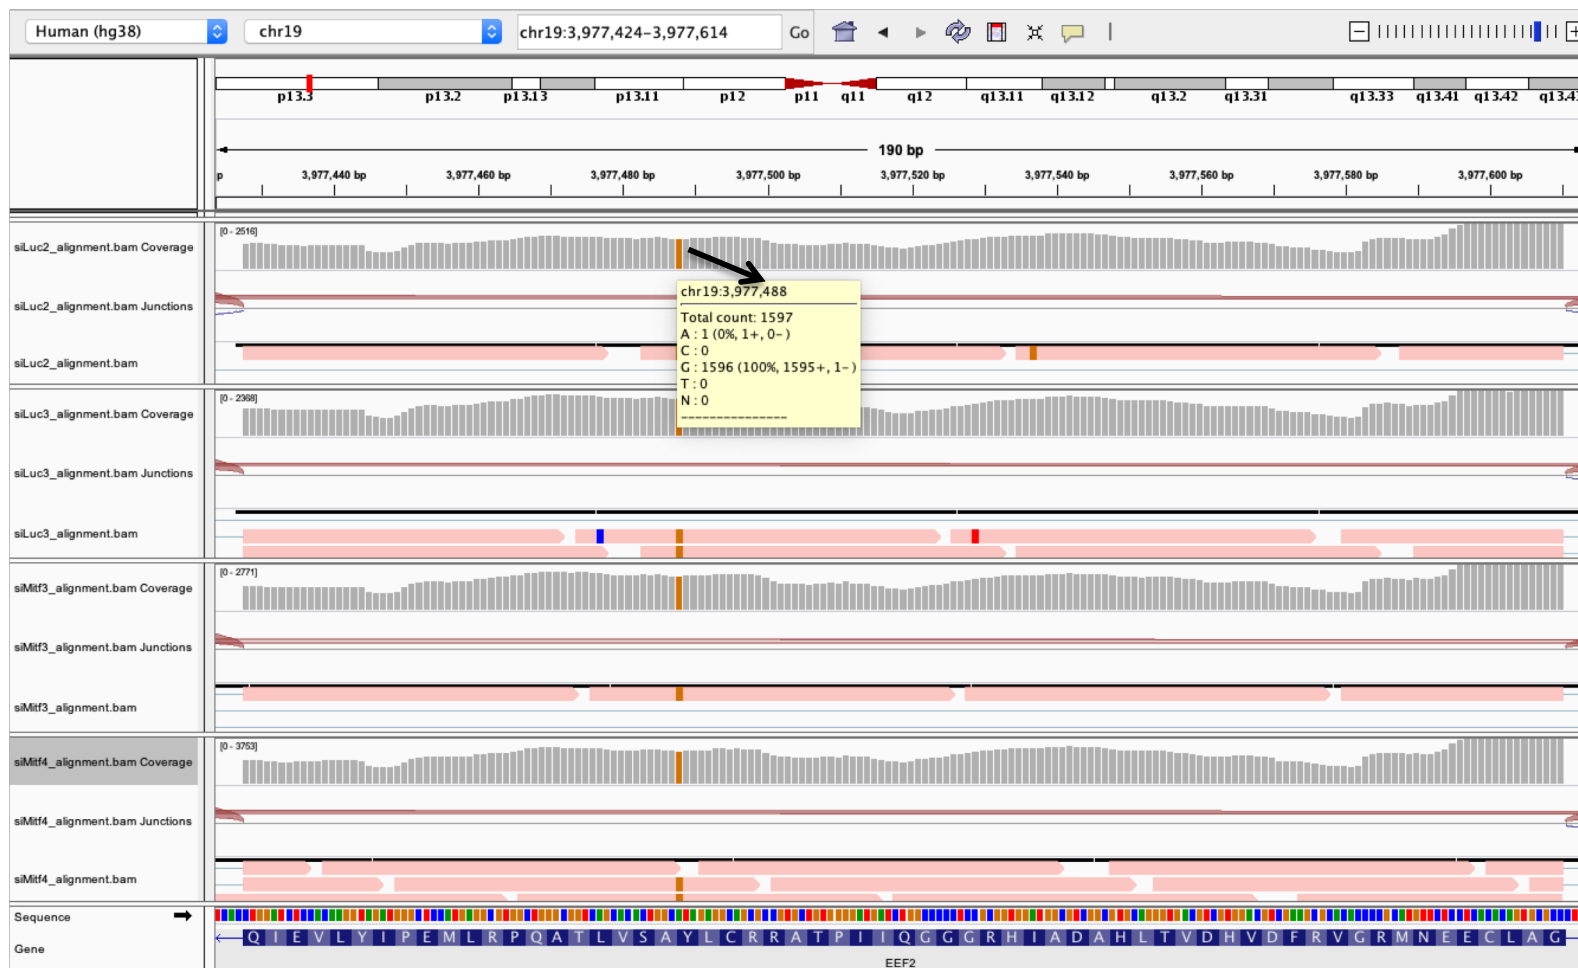 Human (hg38) chr19 chr19:3,977,424-3,977,614 Go
p13.3 p13.2 p13.13 p13.11 p12 p11 q11 q12 q13.11 q13.12 q13.2 q13.31 q13.33 q13.41 q13.42
190 bp
p 3,977,440 bp 3,977,460 bp 3,977,480 bp 3,977,500 bp 3,977,520 bp 3,977,540 bp 3,977,560 bp 3,977,580 bp 3,977,600 bp
[0 - 2516]
siLuc2_alignment.bam Coverage
chr19:3,977,488
Total count: 1597
A : 1 (0%, 1+, 0- )
C : 0
G : 1596 (100%, 1595+, 1- )
T : 0
N : 0
---------------
siLuc2_alignment.bam Junctions
siLuc2_alignment.bam
[0 - 2368]
siLuc3_alignment.bam Coverage
siLuc3_alignment.bam Junctions
siLuc3_alignment.bam
[0 - 2771]
siMitf3_alignment.bam Coverage
siMitf3_alignment.bam Junctions
siMitf3_alignment.bam
[0 - 3753]
siMitf4_alignment.bam Coverage
siMitf4_alignment.bam Junctions
siMitf4_alignment.bam
Sequence
Gene
Q I E V L Y I P E M L R P Q A T L V S A Y L C R R A T P I I Q G G G R H I A D A H L T V D H V D F R V G R M N E E C L A G
EEF2